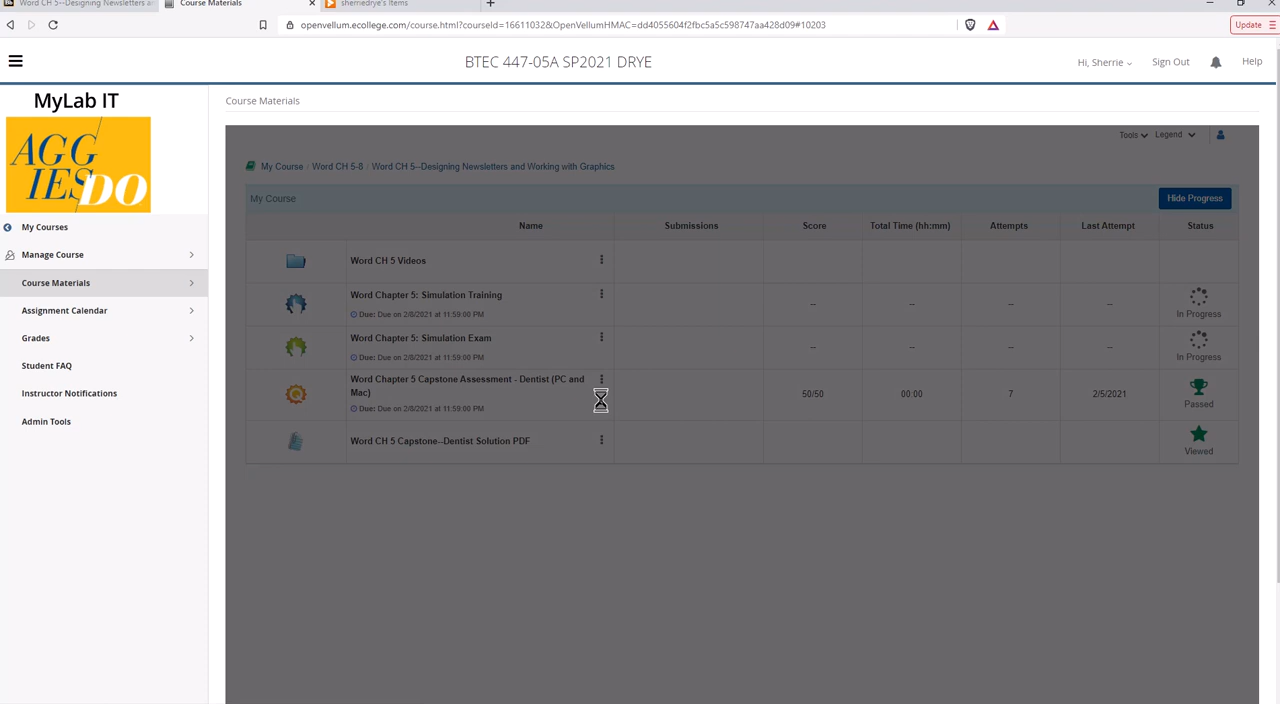 Word CH 5--Designing Newsletters a
Course Materials
sherriedrye's Items
openvellum.ecollege.com/course.html?courseId=16611032&OpenVellumHMAC=dd4055604f2fbc5a5c598747aa428d09#10203
Update
BTEC 447-05A SP2021 DRYE
Hi, Sherrie
Sign Out
Help
MyLab IT
AGG
IES DO
My Courses
Manage Course
Course Materials
Assignment Calendar
Grades
Student FAQ
Instructor Notifications
Admin Tools
Course Materials
Tools
Legend
My Course
Word CH 5-8
Word CH 5--Designing Newsletters and Working with Graphics
My Course
Hide Progress
Name
Submissions
Score
Total Time (hh:mm)
Attempts
Last Attempt
Status
Word CH 5 Videos
Word Chapter 5: Simulation Training
Due: Due on 2/8/2021 at 11:59:00 PM
--
--
--
--
In Progress
Word Chapter 5: Simulation Exam
Due: Due on 2/8/2021 at 11:59:00 PM
--
--
--
--
In Progress
Word Chapter 5 Capstone Assessment - Dentist (PC and
Mac)
Due: Due on 2/8/2021 at 11:59:00 PM
50/50
00:00
7
2/5/2021
Passed
Word CH 5 Capstone--Dentist Solution PDF
Viewed